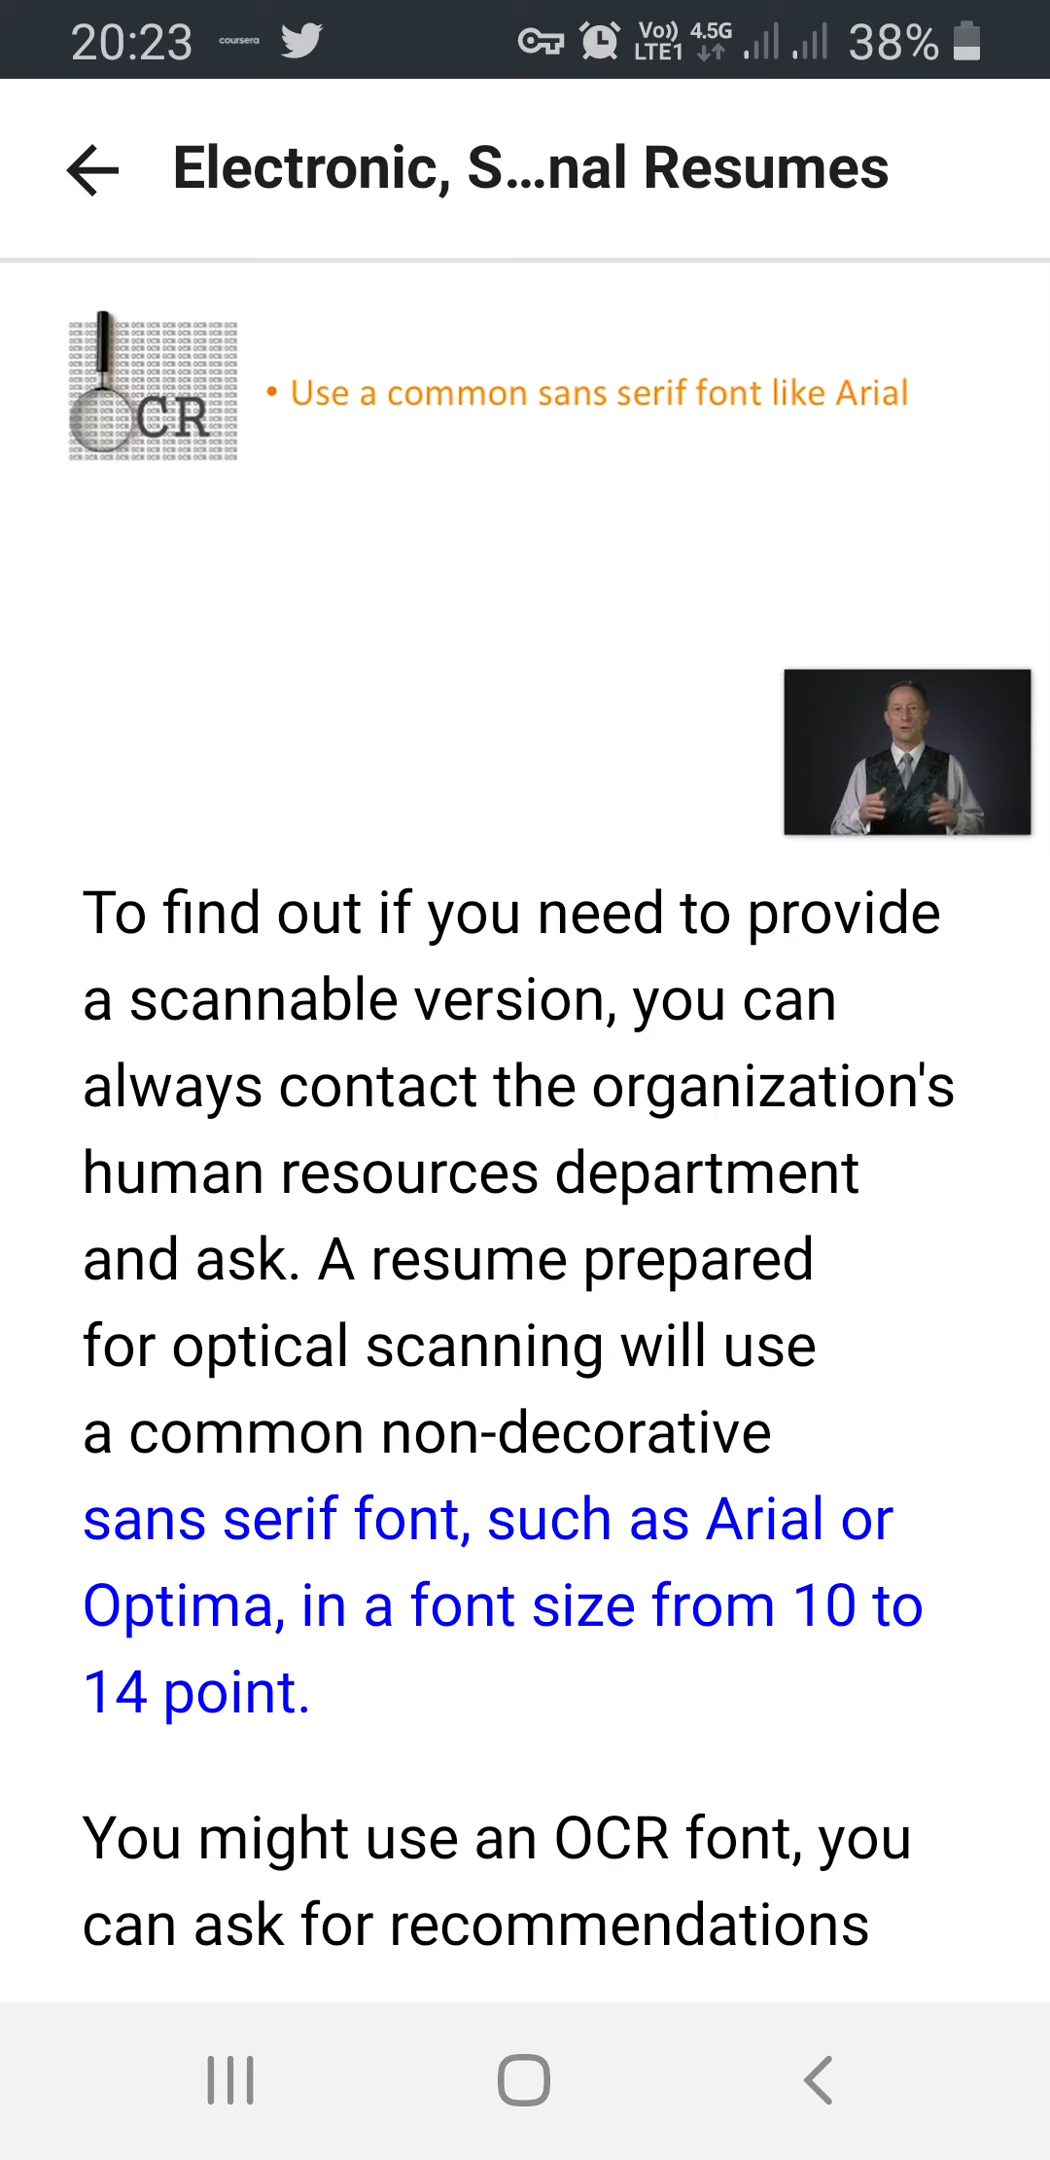 20:23 coursera Vo)) LTE1 4.5G 38%
Electronic, S...nal Resumes
OCR
• Use a common sans serif font like Arial
To find out if you need to provide
a scannable version, you can
always contact the organization's
human resources department
and ask. A resume prepared
for optical scanning will use
a common non-decorative
sans serif font, such as Arial or
Optima, in a font size from 10 to
14 point.
You might use an OCR font, you
can ask for recommendations